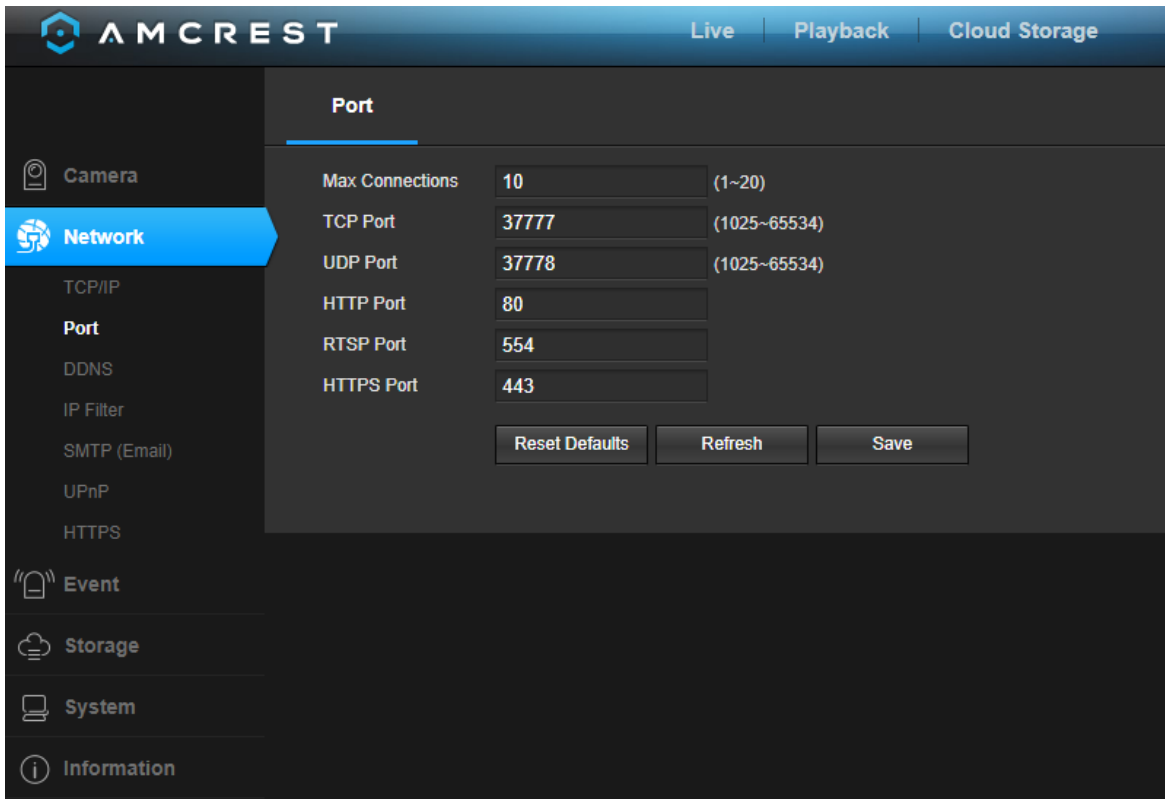 AMCREST
Live Playback Cloud Storage
Port
Camera
Network
TCP/IP
Port
DDNS
IP Filter
SMTP (Email)
UPnP
HTTPS
Event
Storage
System
Information
Max Connections 10 (1~20)
TCP Port 37777 (1025~65534)
UDP Port 37778 (1025~65534)
HTTP Port 80
RTSP Port 554
HTTPS Port 443
Reset Defaults Refresh Save